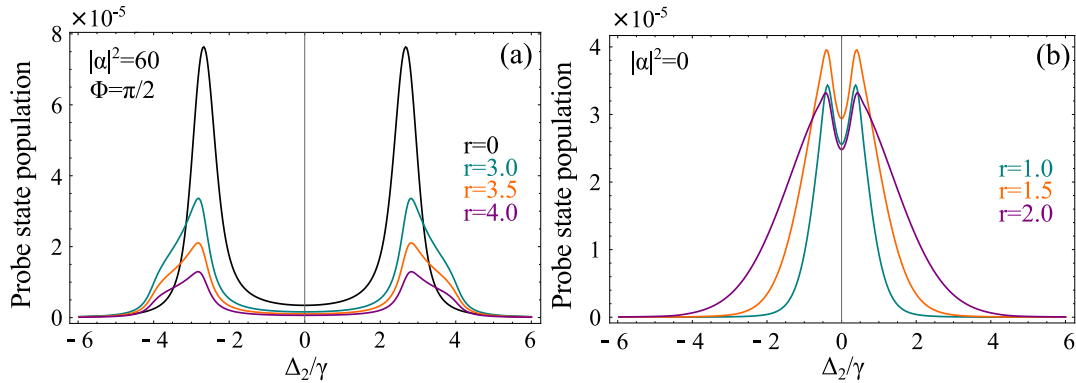 ×10⁻⁵
8
6
4
2
0
Probe state population
|α|²=60
Φ=π/2
(a)
r=0
r=3.0
r=3.5
r=4.0
-6 -4 -2 0 2 4 6
Δ₂/γ
×10⁻⁵
4
3
2
1
0
Probe state population
|α|²=0
(b)
r=1.0
r=1.5
r=2.0
-6 -4 -2 0 2 4 6
Δ₂/γ